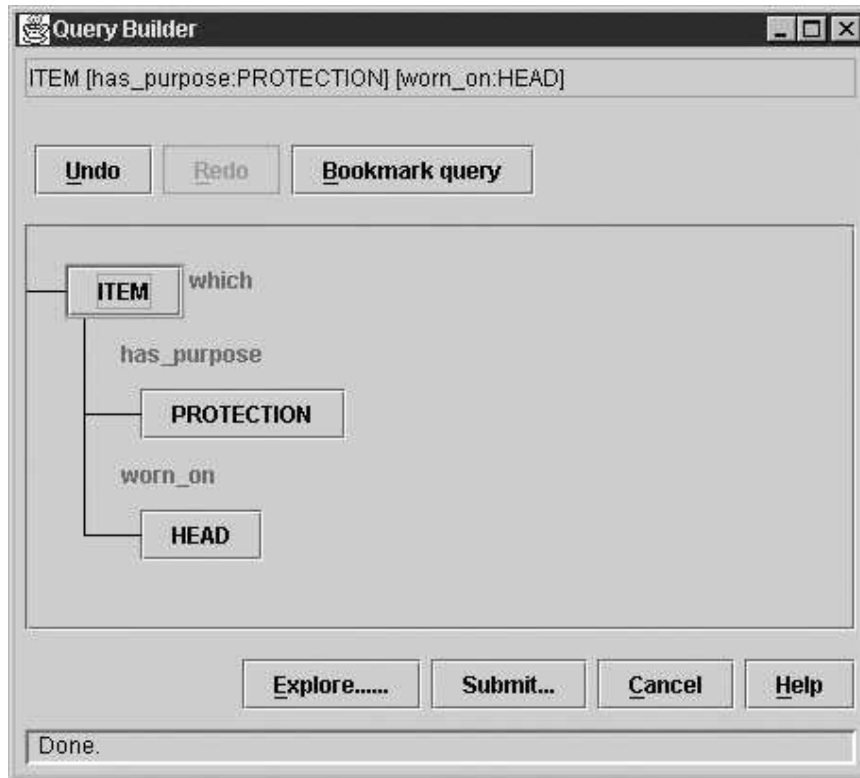 Query Builder
ITEM [has_purpose:PROTECTION] [worn_on:HEAD]
Undo Redo Bookmark query
ITEM which
has_purpose
PROTECTION
worn_on
HEAD
Explore...... Submit... Cancel Help
Done.